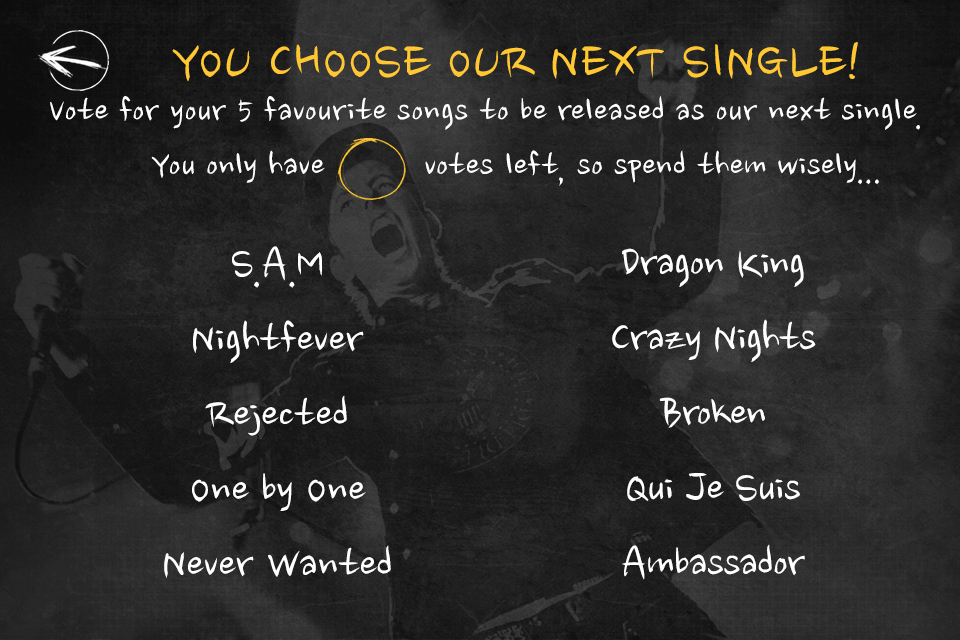 YOU CHOOSE OUR NEXT SINGLE!
Vote for your 5 favourite songs to be released as our next single.
You only have votes left, so spend them wisely...
S.A.M
Nightfever
Rejected
One by One
Never Wanted
Dragon King
Crazy Nights
Broken
Qui Je Suis
Ambassador